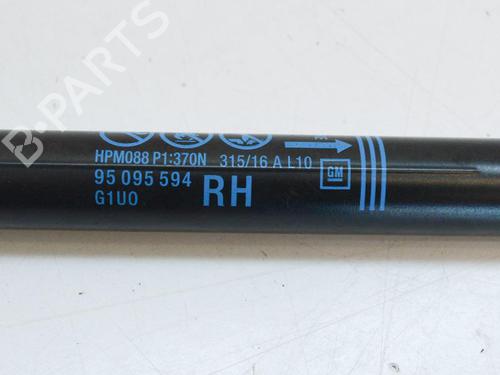 HPM088 P1:370N 315/16 A L10
95 095 594 RH GM
G1U0
B-PARTS